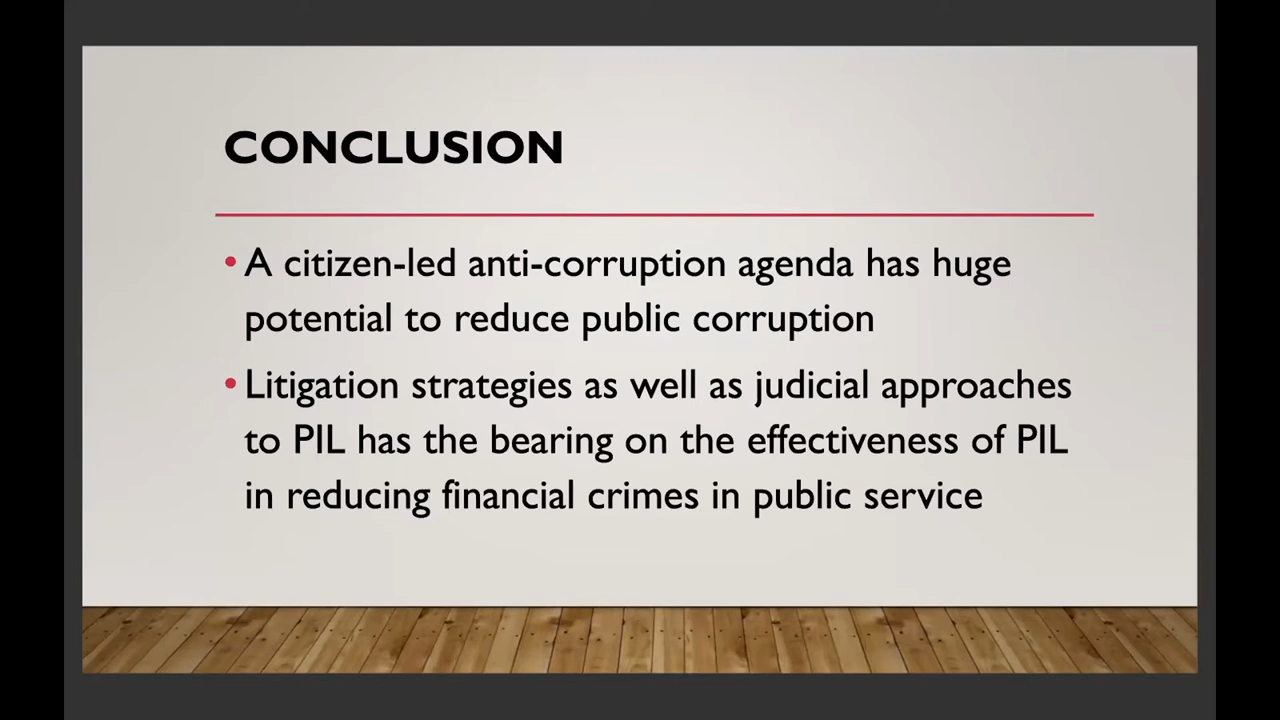 CONCLUSION
•A citizen-led anti-corruption agenda has huge
potential to reduce public corruption
•Litigation strategies as well as judicial approaches
to PIL has the bearing on the effectiveness of PIL
in reducing financial crimes in public service